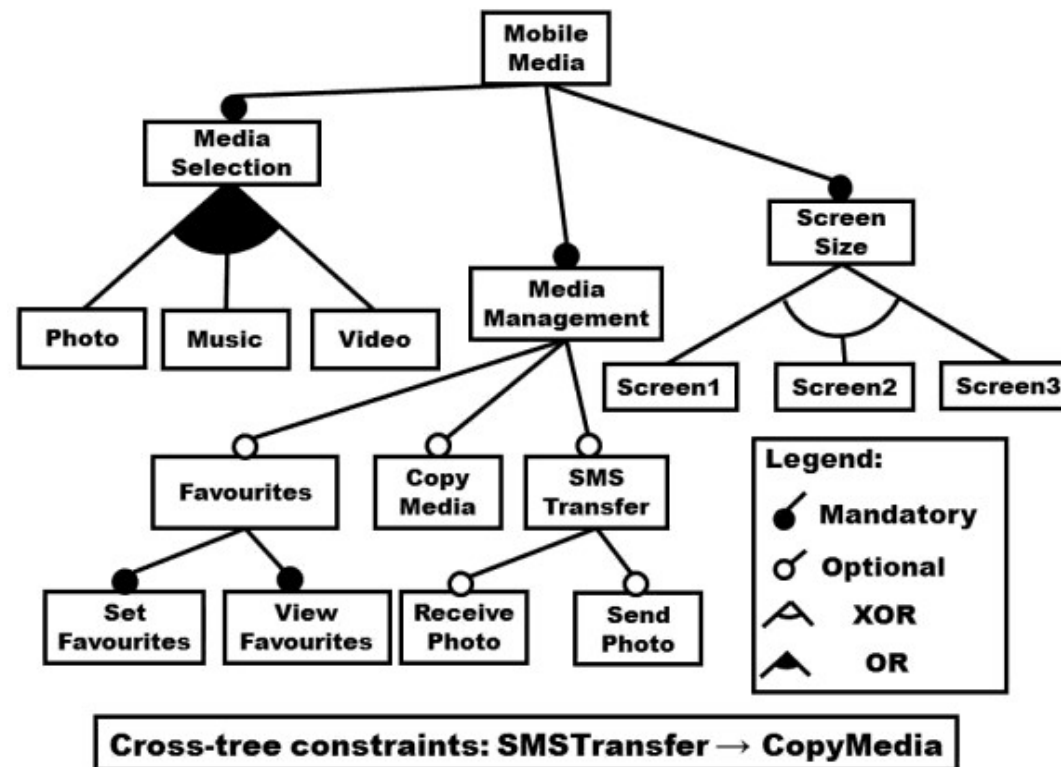 Mobile
Media
Media
Selection
Screen
Size
Media
Management
Photo
Music
Video
Screen1
Screen2
Screen3
Favourites
Copy
Media
SMS
Transfer
Set
Favourites
View
Favourites
Receive
Photo
Send
Photo
Legend:
Mandatory
Optional
XOR
OR
Cross-tree constraints: SMSTransfer → CopyMedia